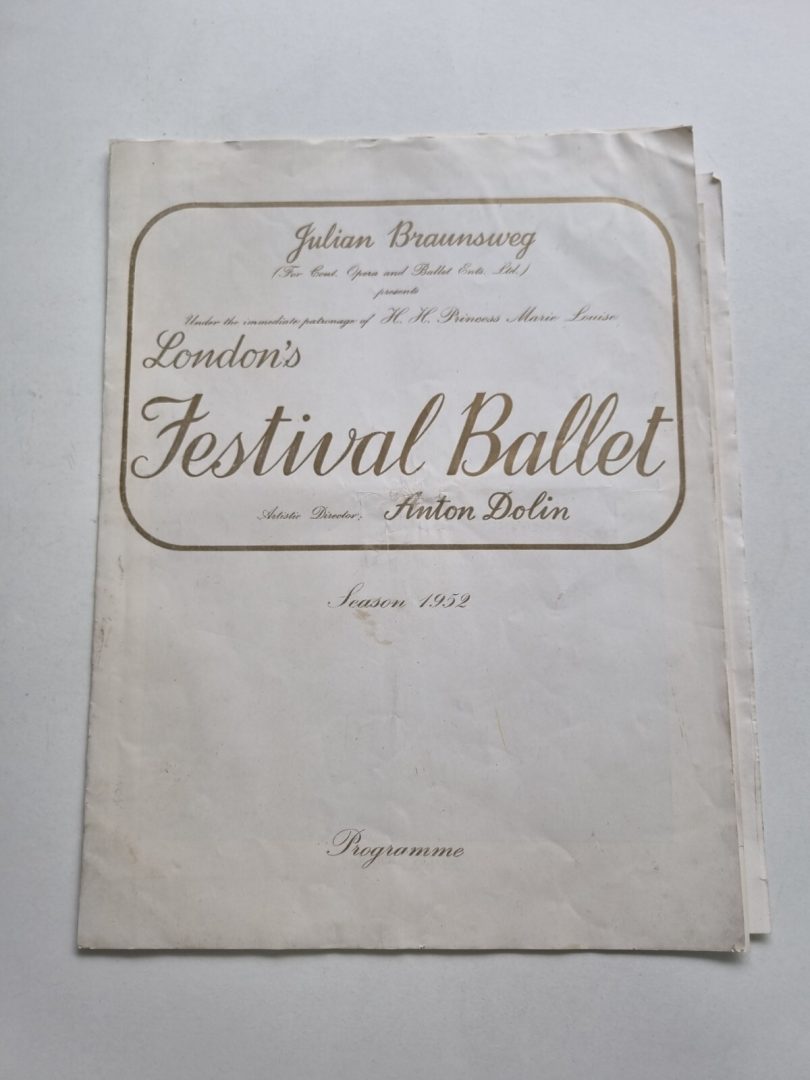 Julian Braunsweg
(For Cont. Opera and Ballet Ents. Ltd.)
presents
Under the immediate patronage of H. H. Princess Marie Louise
London's
Festival Ballet
Artistic Director: Anton Dolin
Season 1952
Programme